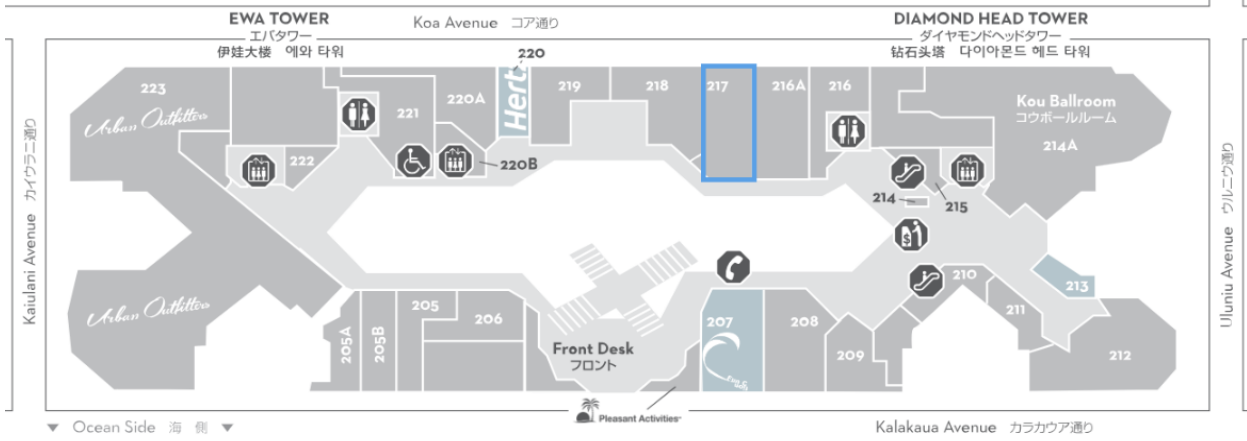 Koa Avenue コア通り
EWA TOWER
エバタワー
伊娃大楼 에와 타워
DIAMOND HEAD TOWER
ダイヤモンドヘッドタワー
钻石头塔 다이아몬드 헤드 타워
Kaiulani Avenue カイウラニ通り
Uluniu Avenue ウルニウ通り
223
Urban Outfitters
221
220A
220
Hertz
219
218
217
216A
216
Kou Ballroom
コウボールルーム
214A
222
220B
214
215
213
210
211
212
Urban Outfitters
205A
205B
205
206
Front Desk
フロント
207
208
209
Pleasant Activities
▼ Ocean Side 海 側 ▼
Kalakaua Avenue カラカウア通り